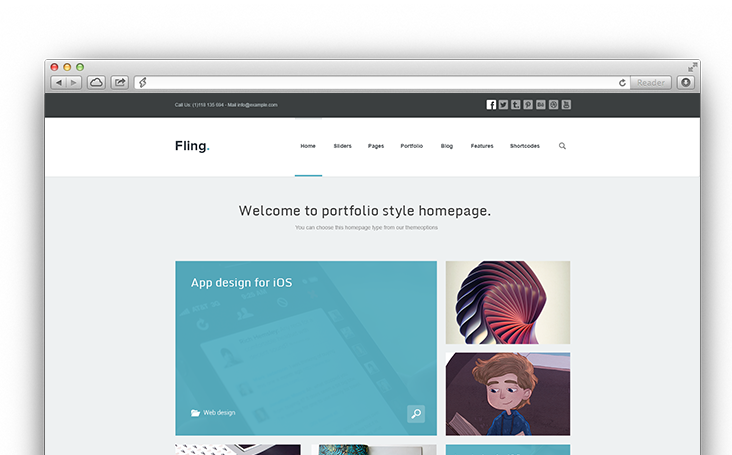 Reader
Call Us: (1)118 135 604 - Mail info@example.com
Fling.
Home Sliders Pages Portfolio Blog Features Shortcodes
Welcome to portfolio style homepage.
You can choose this homepage type from our themeoptions
App design for iOS
Web design